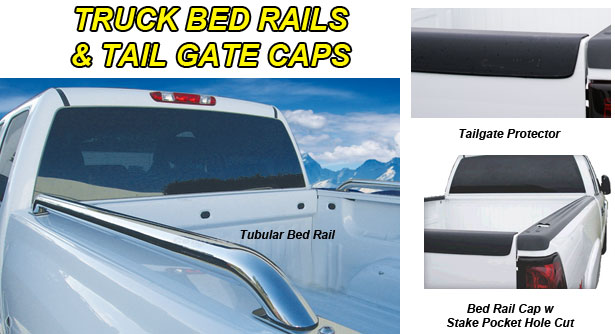 TRUCK BED RAILS
& TAIL GATE CAPS
Tailgate Protector
Tubular Bed Rail
Bed Rail Cap w
Stake Pocket Hole Cut